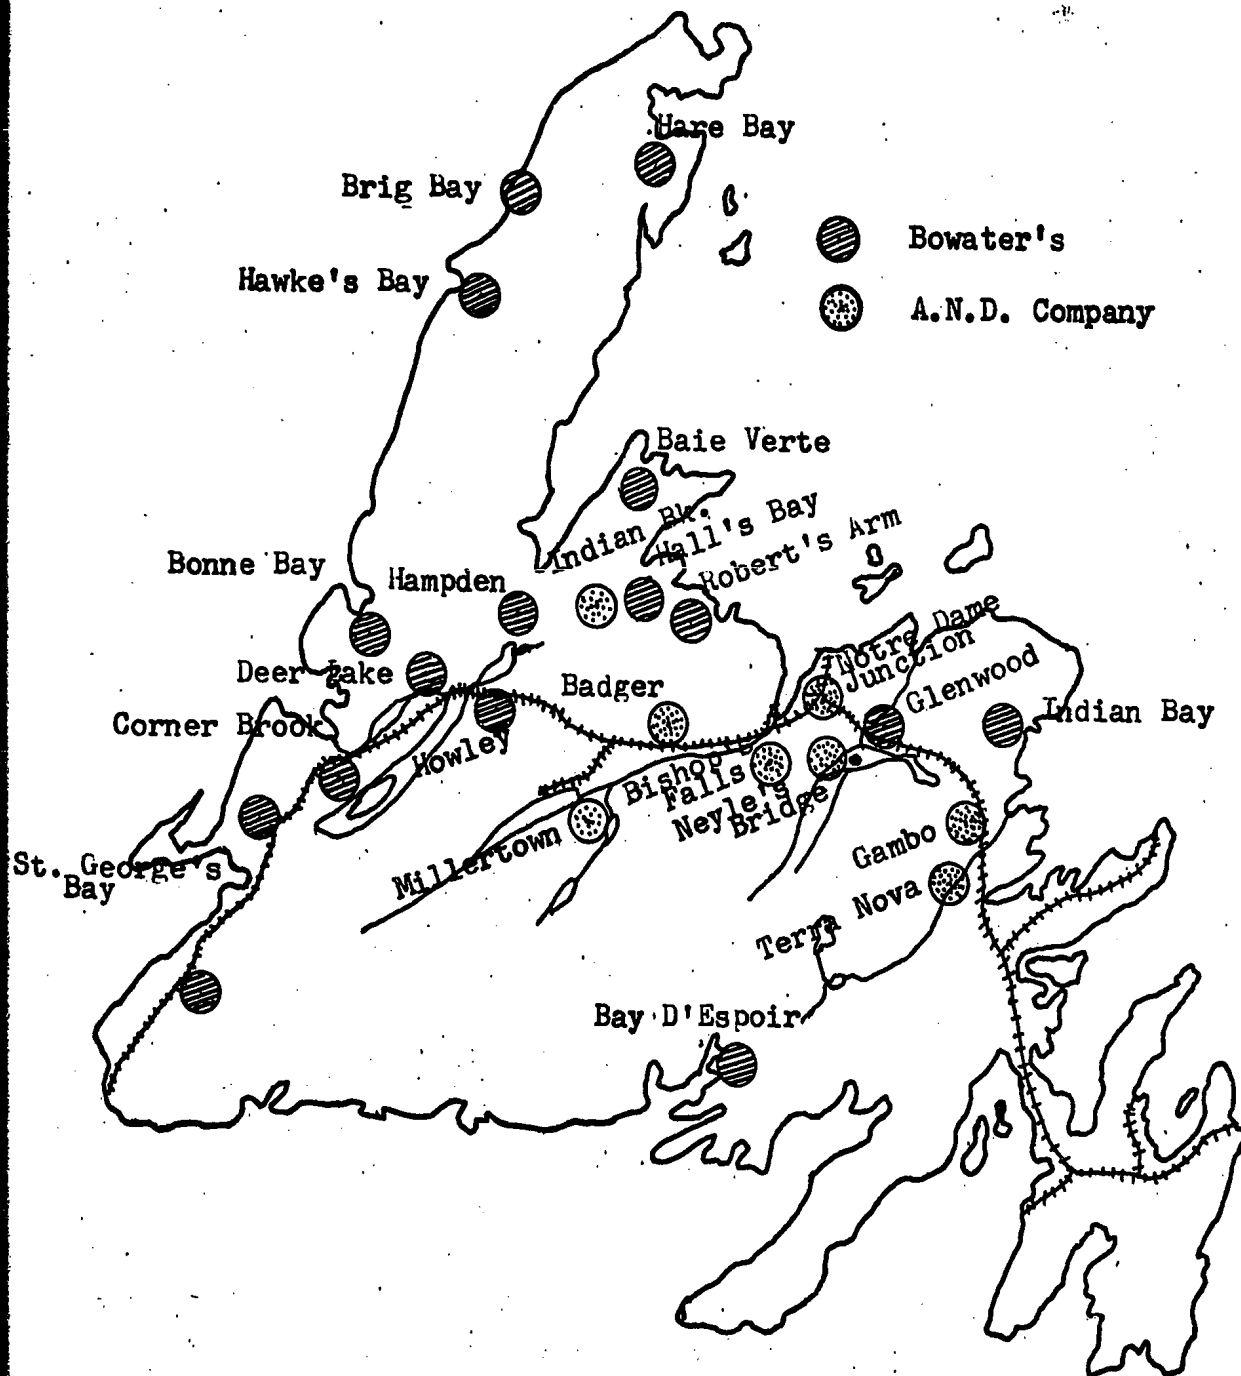 Hare Bay
Brig Bay
Bowater's
Hawke's Bay
A.N.D. Company
Baie Verte
Indian Bk.
Hall's Bay
Robert's Arm
Bonne Bay
Hampden
Notre Dame
Junction
Deer Lake
Badger
Glenwood
Corner Brook
Indian Bay
Howley
Bishop's
Falls
Neyle's
Bridge
Gambo
Millertown
St. George's
Bay
Terra Nova
Bay D'Espoir